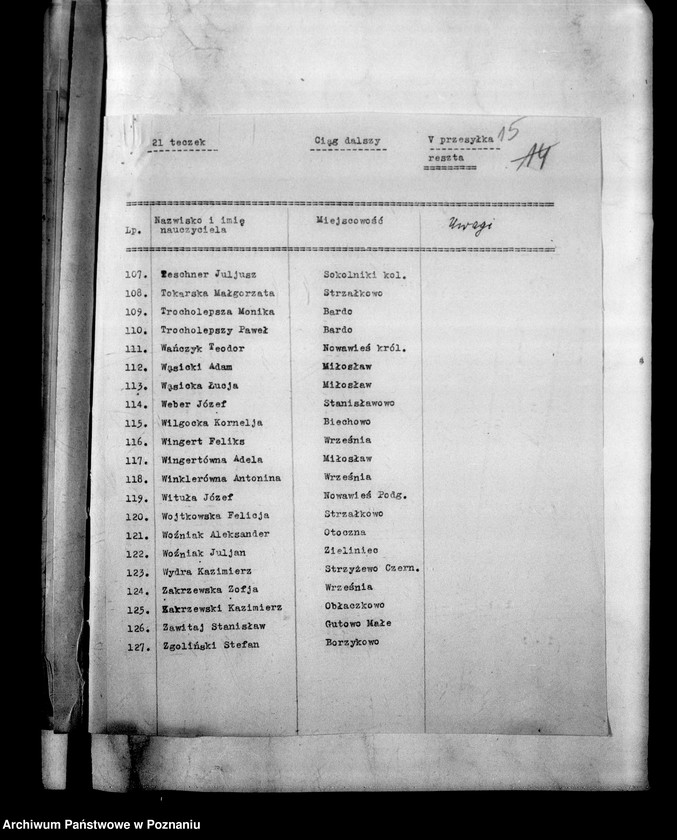 21 teczek Ciąg dalszy V przesyłka 15
reszta 14
Lp. Nazwisko i imię nauczyciela Miejscowość Uwagi
107. Teschner Juljusz Sokolniki kol.
108. Tokarska Małgorzata Strzałkowo
109. Trocholepsza Monika Bardo
110. Trocholepszy Paweł Bardo
111. Wańczyk Teodor Nowawieś król.
112. Wąsicki Adam Miłosław
113. Wąsicka Łucja Miłosław
114. Weber Józef Stanisławowo
115. Wilgocka Kornelja Biechowo
116. Wingert Feliks Września
117. Wingertówna Adela Miłosław
118. Winklerówna Antonina Września
119. Wituła Józef Nowawieś Podg.
120. Wojtkowska Felicja Strzałkowo
121. Woźniak Aleksander Otoczna
122. Woźniak Juljan Zieliniec
123. Wydra Kazimierz Strzyżewo Czern.
124. Zakrzewska Zofja Września
125. Zakrzewski Kazimierz Obłaczkowo
126. Zawitaj Stanisław Gutowo Małe
127. Zgoliński Stefan Borzykowo
Archiwum Państwowe w Poznaniu